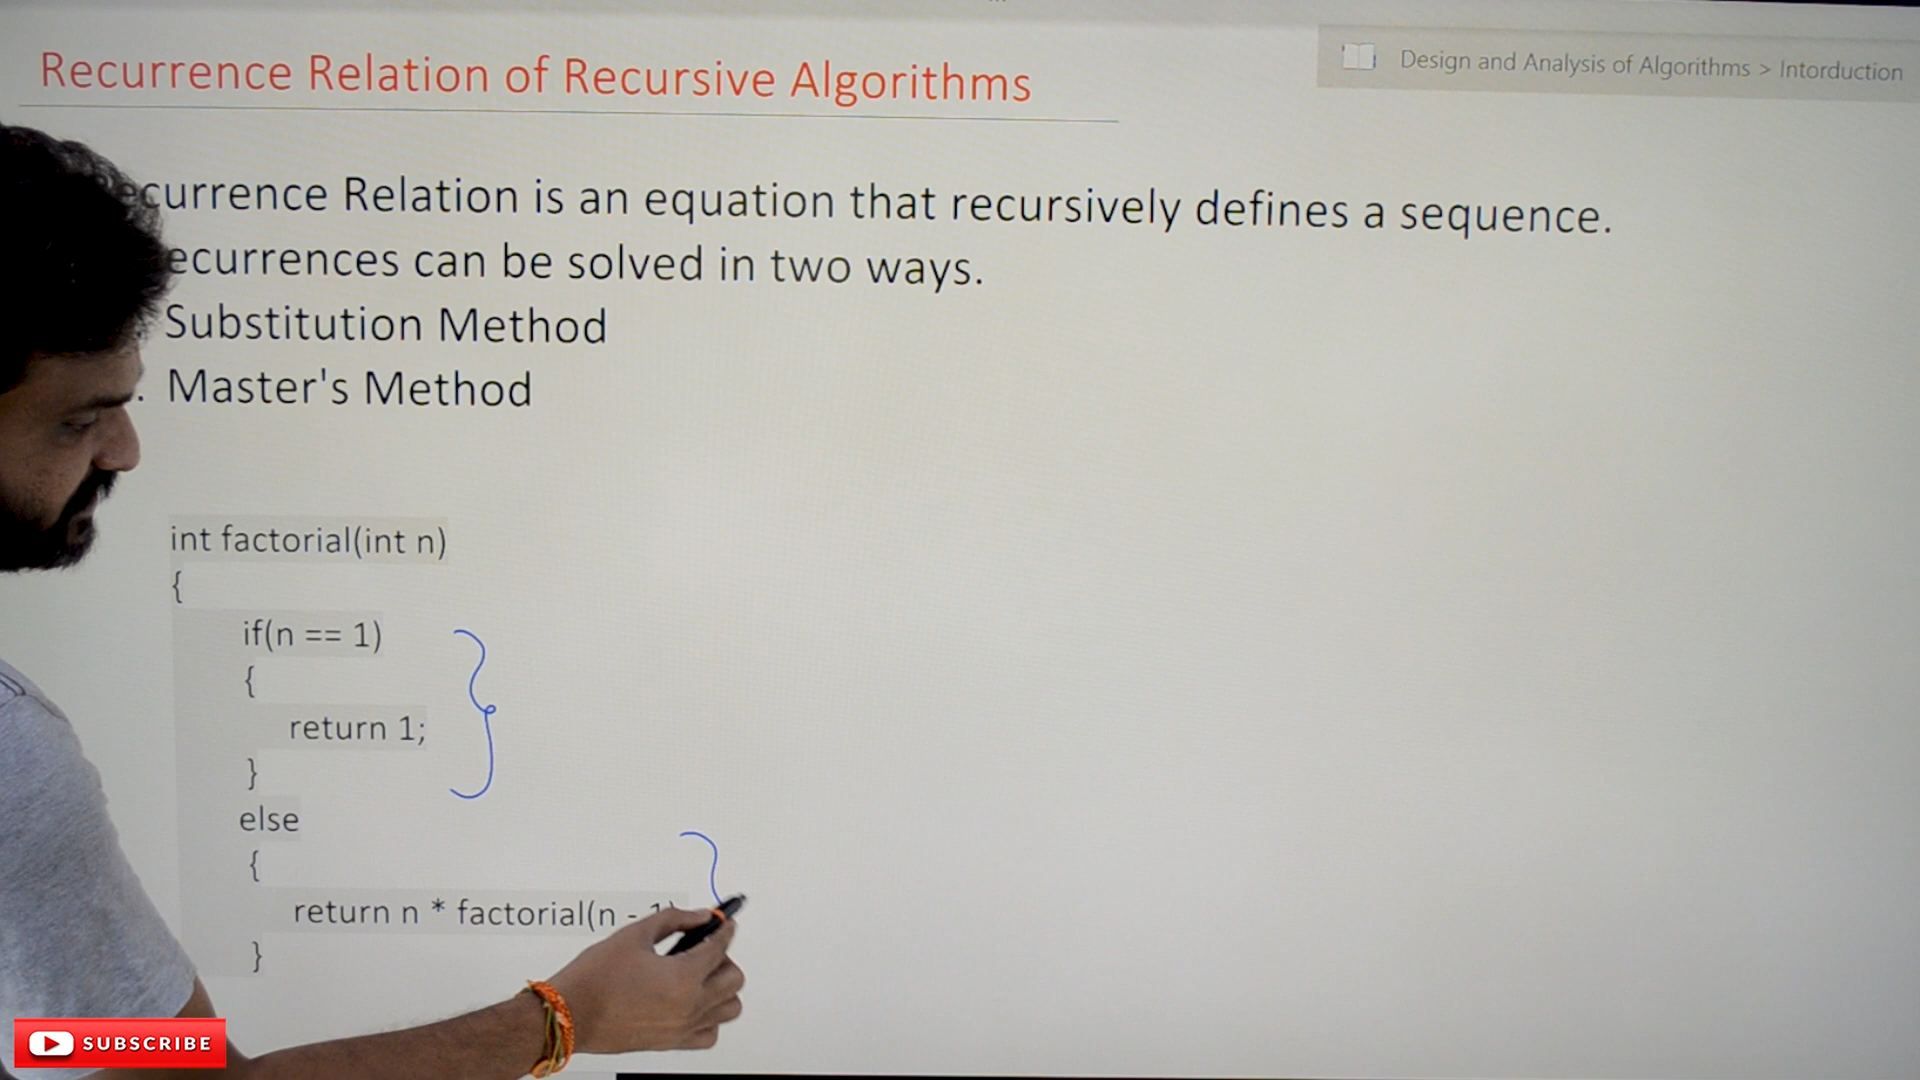 Recurrence Relation of Recursive Algorithms
Design and Analysis of Algorithms > Intorduction
ecurrence Relation is an equation that recursively defines a sequence.
ecurrences can be solved in two ways.
Substitution Method
. Master's Method
int factorial(int n)
{
if(n == 1)
{
return 1;
}
else
{
return n * factorial(n - 1)
}
SUBSCRIBE